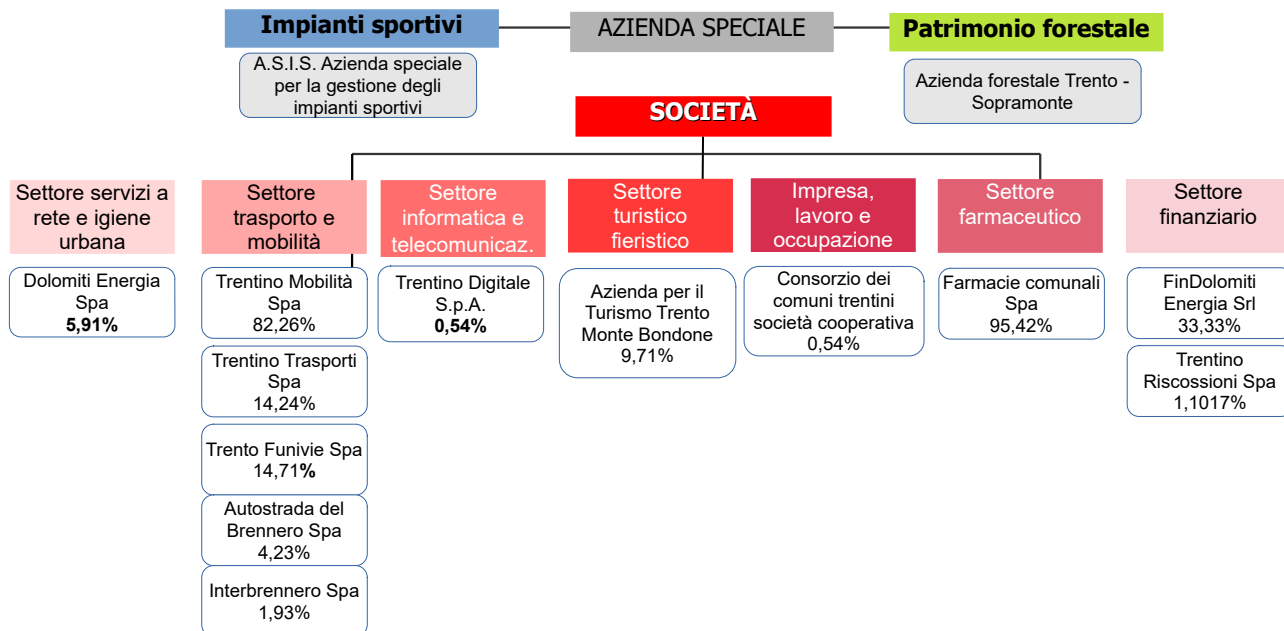 Impianti sportivi
AZIENDA SPECIALE
Patrimonio forestale
A.S.I.S. Azienda speciale
per la gestione degli
impianti sportivi
Azienda forestale Trento -
Sopramonte
SOCIETÀ
Settore servizi a
rete e igiene
urbana
Settore
trasporto e
mobilità
Settore
informatica e
telecomunicaz.
Settore
turistico
fieristico
Impresa,
lavoro e
occupazione
Settore
farmaceutico
Settore
finanziario
Dolomiti Energia
Spa
5,91%
Trentino Mobilità
Spa
82,26%
Trentino Trasporti
Spa
14,24%
Trento Funivie Spa
14,71%
Autostrada del
Brennero Spa
4,23%
Interbrennero Spa
1,93%
Trentino Digitale
S.p.A.
0,54%
Azienda per il
Turismo Trento
Monte Bondone
9,71%
Consorzio dei
comuni trentini
società cooperativa
0,54%
Farmacie comunali
Spa
95,42%
FinDolomiti
Energia Srl
33,33%
Trentino
Riscossioni Spa
1,1017%